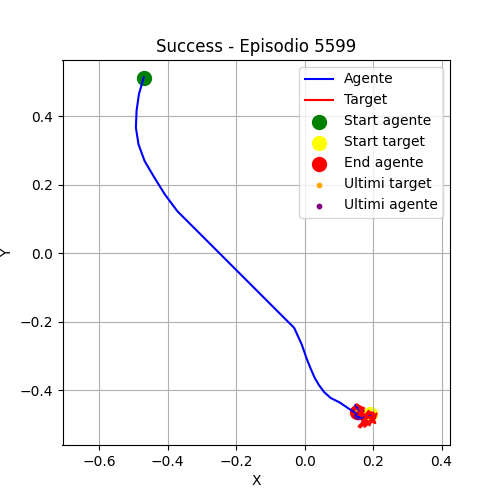 Success - Episodio 5599
Agente
Target
Start agente
Start target
End agente
Ultimi target
Ultimi agente
0.4
0.2
0.0
−0.2
−0.4
Y
−0.6
−0.4
−0.2
0.0
0.2
0.4
X